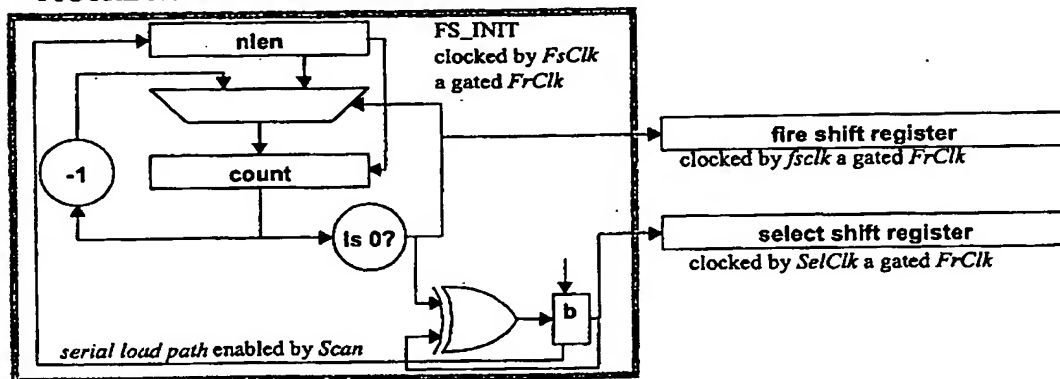 nlen
FS_INIT
clocked by FsClk
a gated FrClk
fire shift register
clocked by fsclk a gated FrClk
count
-1
is 0?
select shift register
clocked by SelClk a gated FrClk
b
serial load path enabled by Scan